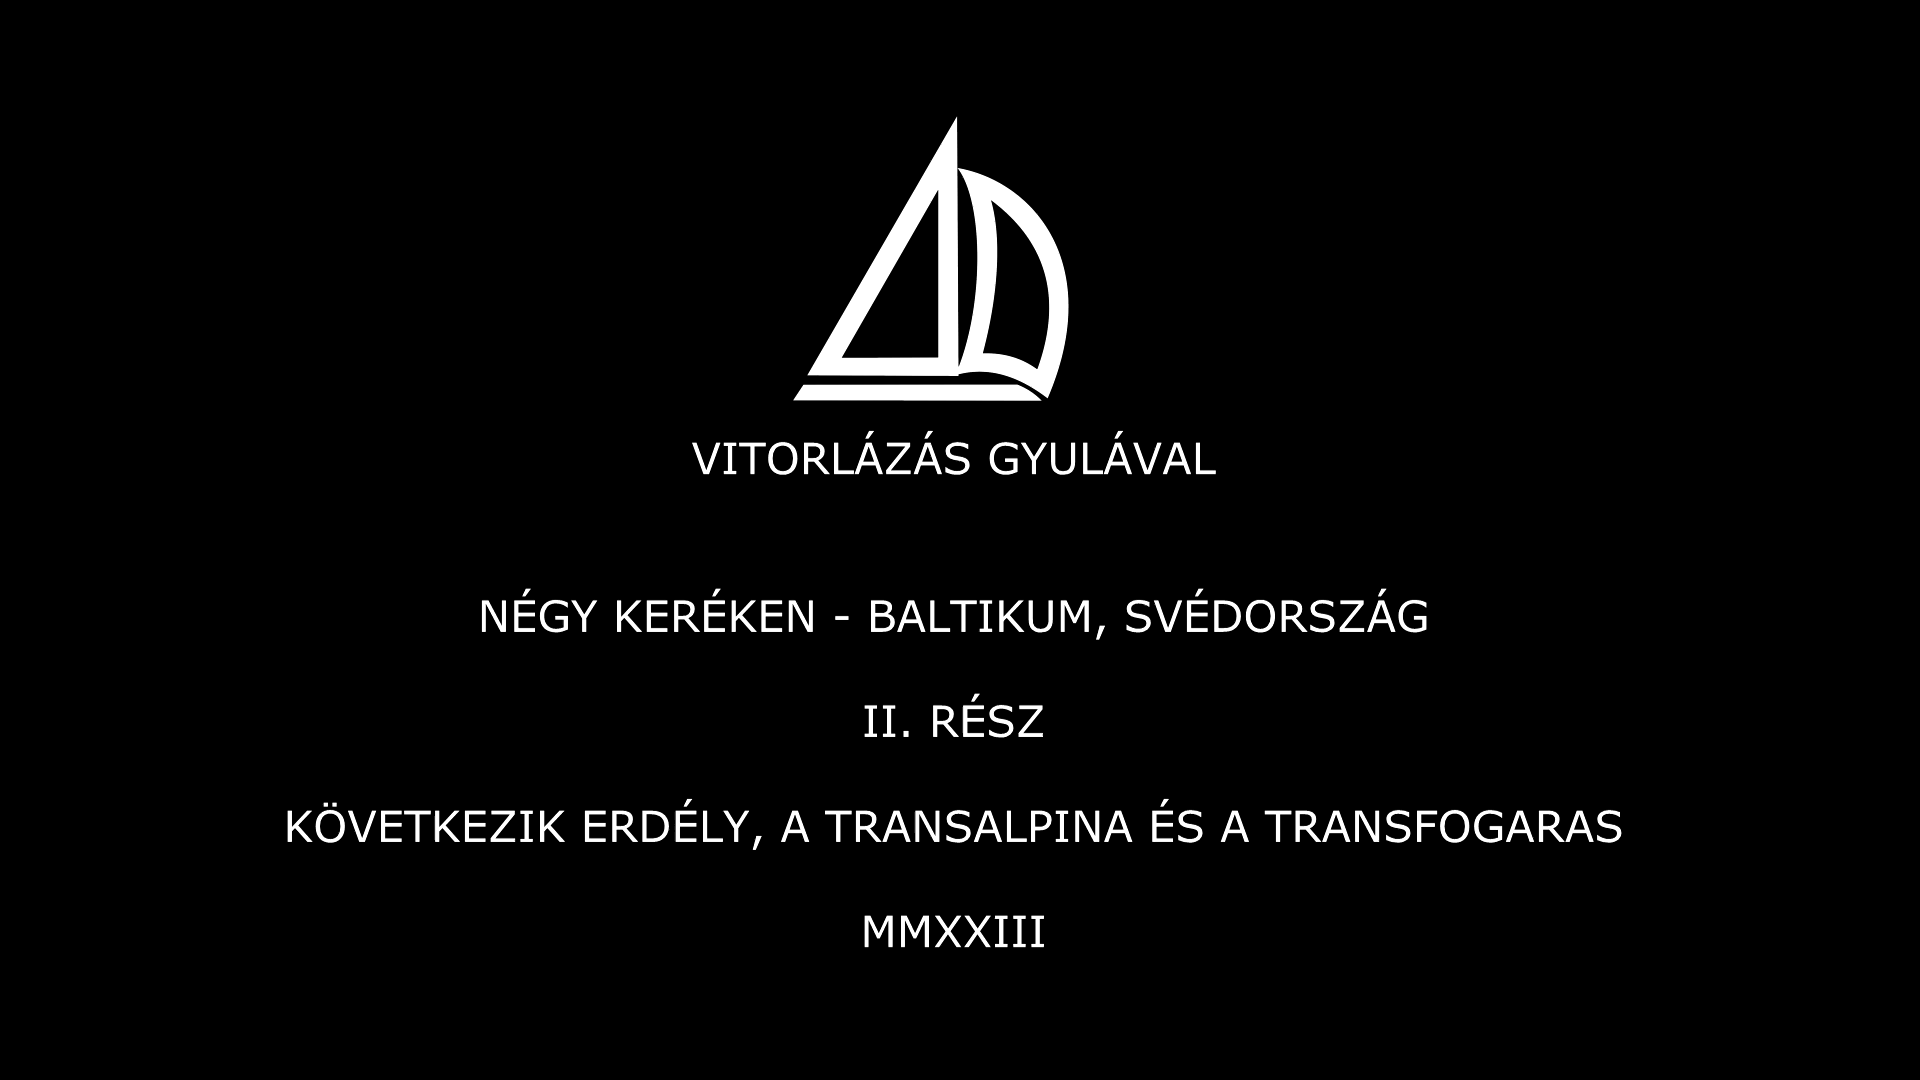 VITORLÁZÁS GYULÁVAL
NÉGY KERÉKEN - BALTIKUM, SVÉDORSZÁG
II. RÉSZ
KÖVETKEZIK ERDÉLY, A TRANSALPINA ÉS A TRANSFOGARAS
MMXXIII